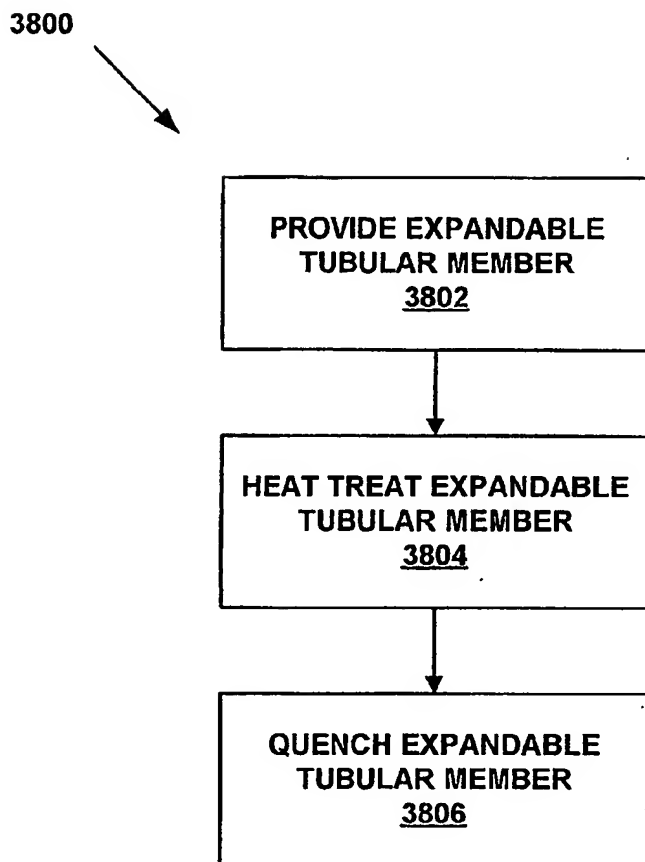 3800
PROVIDE EXPANDABLE
TUBULAR MEMBER
3802
HEAT TREAT EXPANDABLE
TUBULAR MEMBER
3804
QUENCH EXPANDABLE
TUBULAR MEMBER
3806